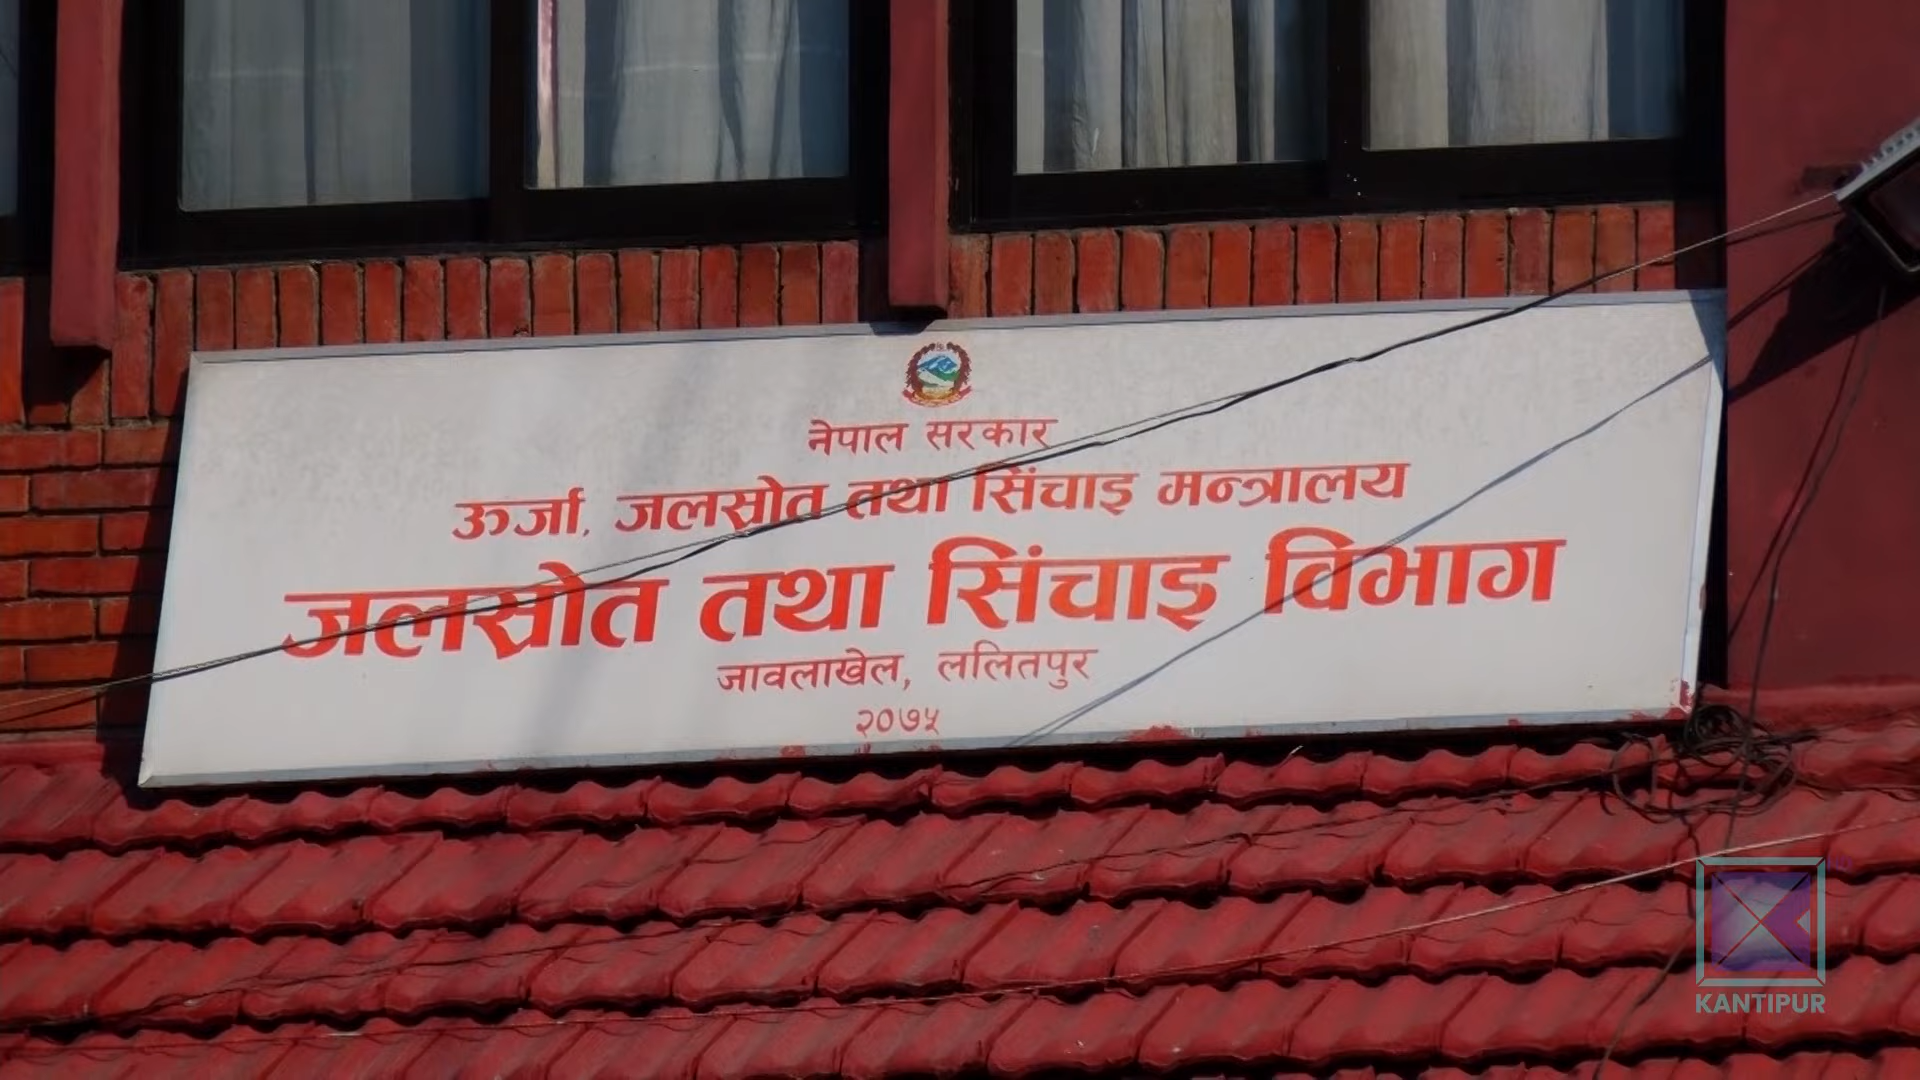 नेपाल सरकार
ऊर्जा, जलस्रोत तथा सिंचाइ मन्त्रालय
जलस्रोत तथा सिंचाइ विभाग
जावलाखेल, ललितपुर
२०७५
KANTIPUR